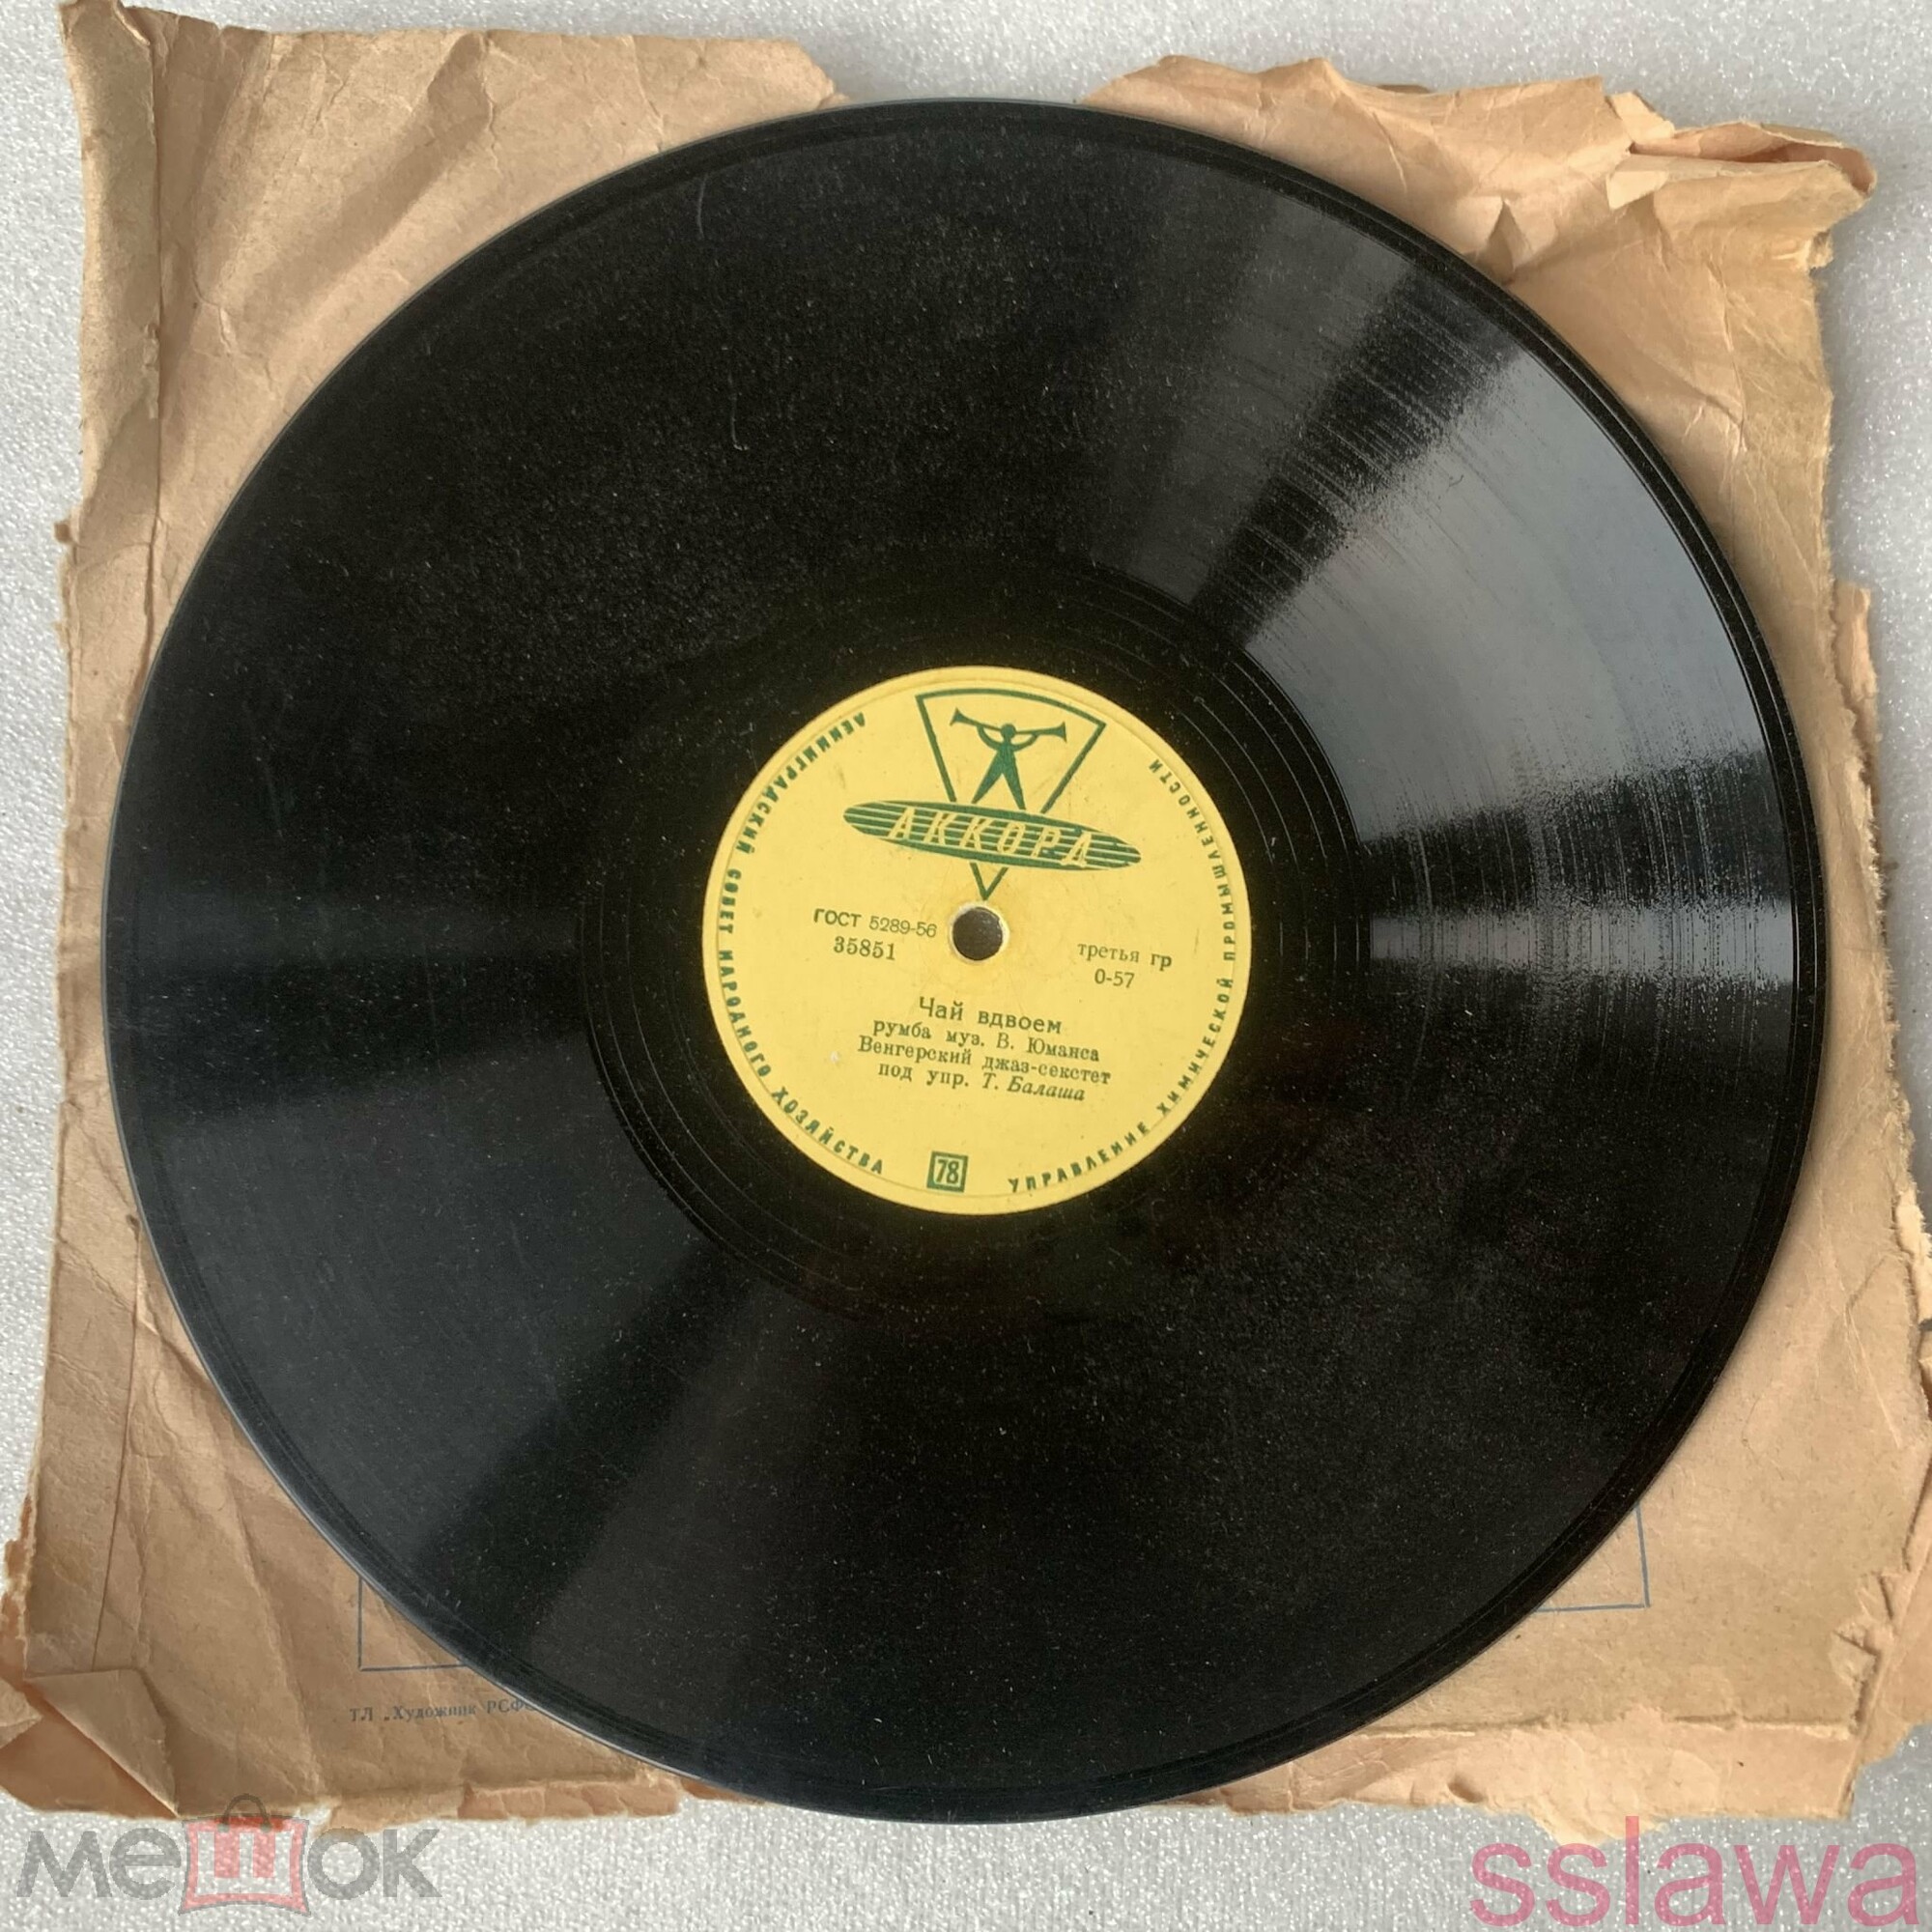 ЛЕНИНГРАДСКИЙ СОВЕТ НАРОДНОГО ХОЗЯЙСТВА
УПРАВЛЕНИЕ ХИМИЧЕСКОЙ ПРОМЫШЛЕННОСТИ
АККОРД
ГОСТ 5289-56
35851
третья гр
0-57
Чай вдвоем
румба муз. В. Юманса
Венгерский джаз-секстет
под упр. Т. Балаша
78
ТЛ „Художник
мешок
sslawa